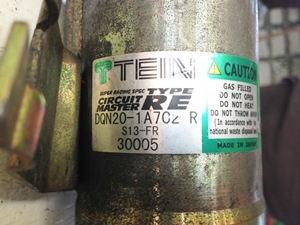 TEIN
SUPER RACING SPEC
CIRCUIT MASTER TYPE RE
DQN20-1A7C2 R
S13-FR
30005
CAUTION
GAS FILLED
DO NOT OPEN
DO NOT HEAT
DO NOT THROW AWAY
(In accordance with the
national waste disposal
MADE IN JAPAN